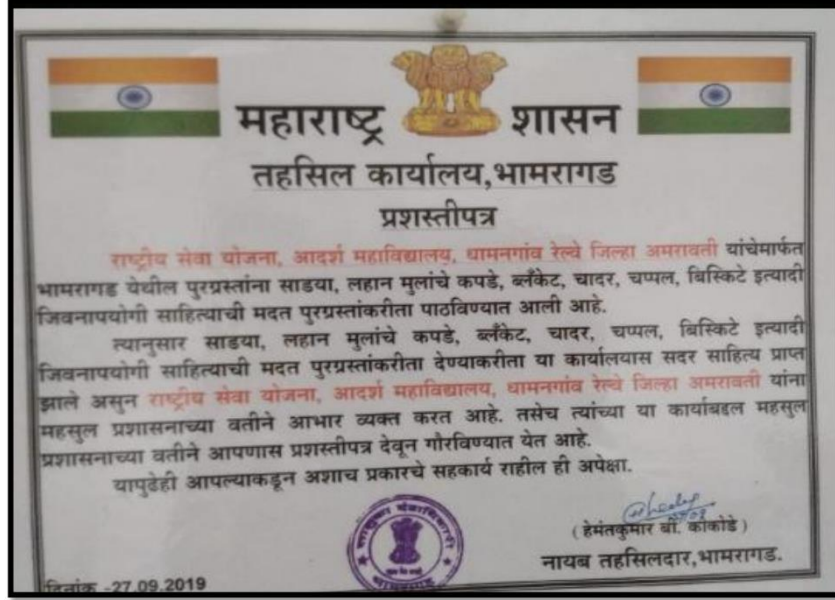 महाराष्ट्र शासन
तहसिल कार्यालय,भामरागड
प्रशस्तीपत्र
राष्ट्रीय सेवा योजना, आदर्श महाविद्यालय, धामनगांव रेल्वे जिल्हा अमरावती यांचेमार्फत
भामरागड येथील पुरग्रस्तांना साडया, लहान मुलांचे कपडे, ब्लँकेट, चादर, चप्पल, बिस्किटे इत्यादी
जिवनापयोगी साहित्याची मदत पुरग्रस्तांकरीता पाठविण्यात आली आहे.
त्यानुसार साडया, लहान मुलांचे कपडे, ब्लँकेट, चादर, चप्पल, बिस्किटे इत्यादी
जिवनापयोगी साहित्याची मदत पुरग्रस्तांकरीता देण्याकरीता या कार्यालयास सदर साहित्य प्राप्त
झाले असुन राष्ट्रीय सेवा योजना, आदर्श महाविद्यालय, धामनगांव रेल्वे जिल्हा अमरावती यांना
महसुल प्रशासनाच्या वतीने आभार व्यक्त करत आहे. तसेच त्यांच्या या कार्याबद्दल महसुल
प्रशासनाच्या वतीने आपणास प्रशस्तीपत्र देवून गौरविण्यात येत आहे.
यापुढेही आपल्याकडून अशाच प्रकारचे सहकार्य राहील ही अपेक्षा.
(हेमंतकुमार बी. कोकोडे)
नायब तहसिलदार,भामरागड.
दिनांक -27.09.2019